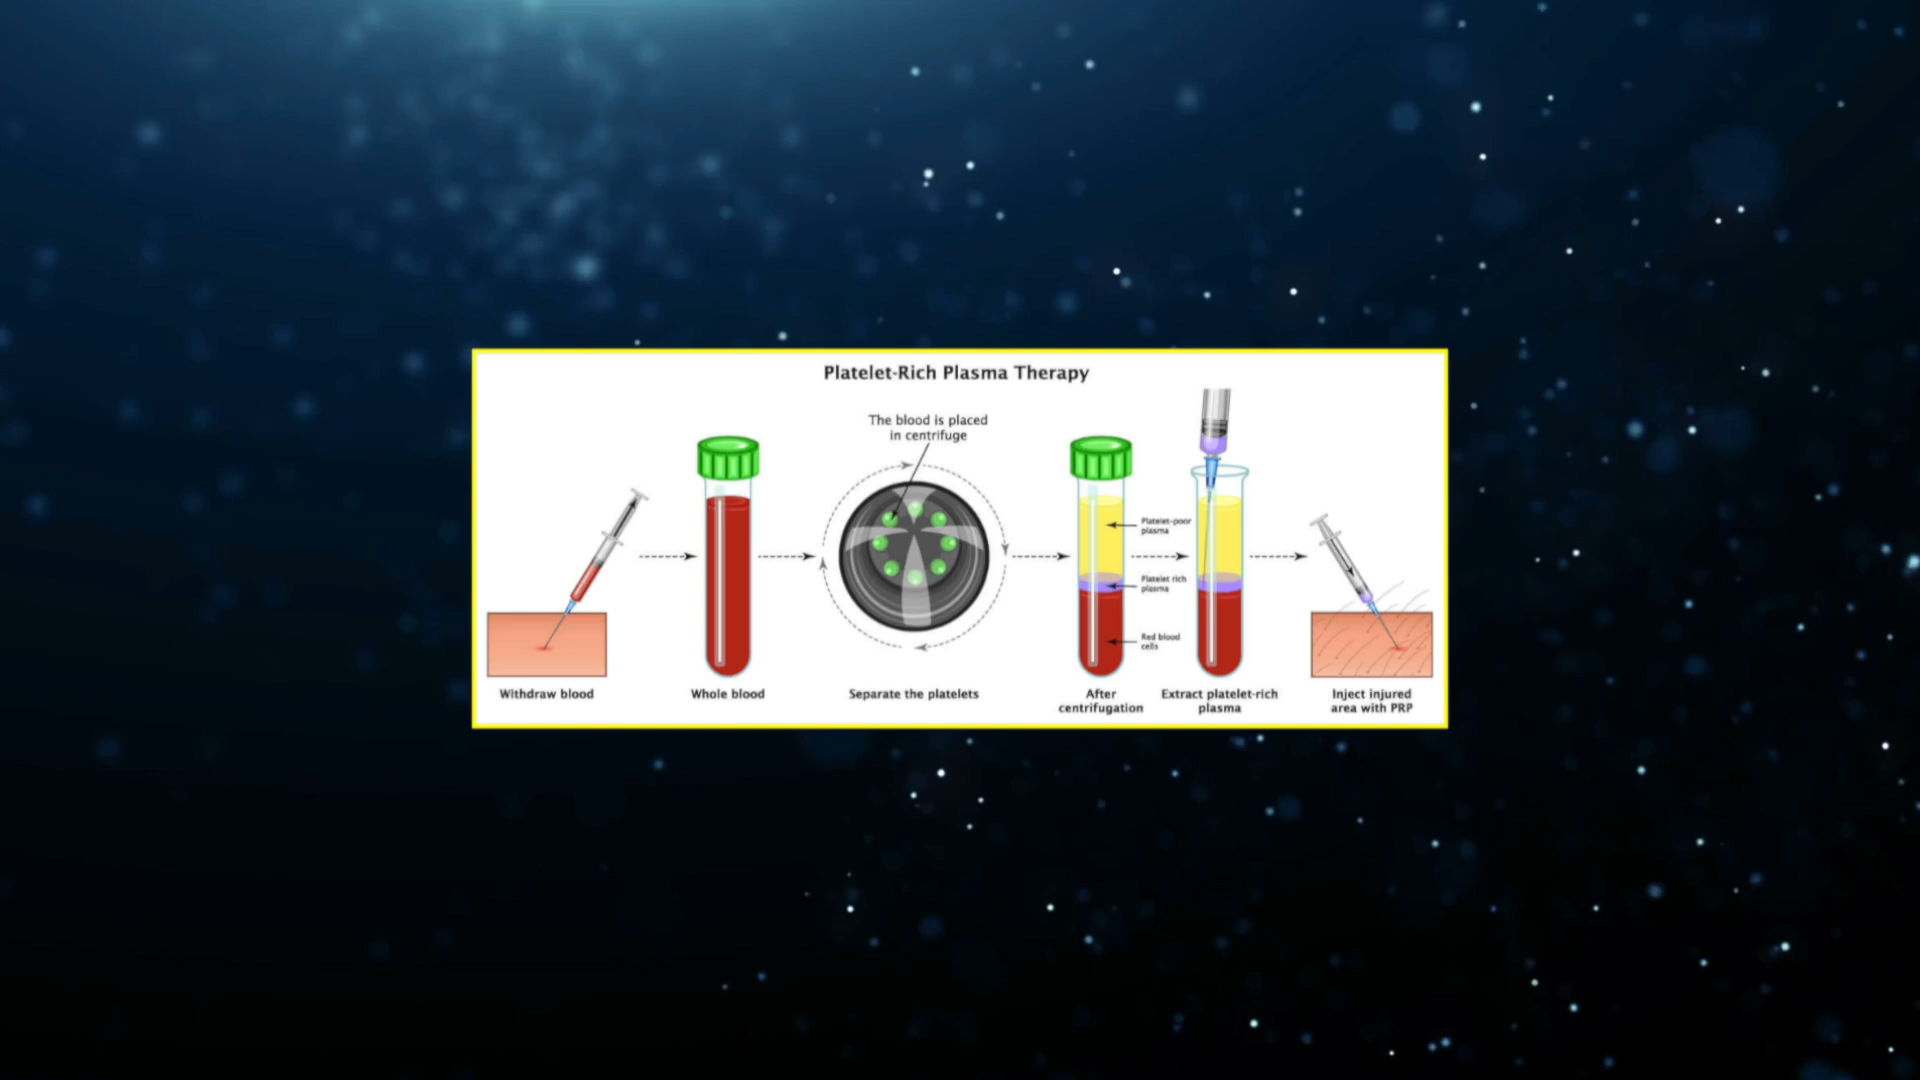 Platelet-Rich Plasma Therapy
The blood is placed
in centrifuge
Platelet-poor
plasma
Platelet rich
plasma
Red blood
cells
Withdraw blood
Whole blood
Separate the platelets
After
centrifugation
Extract platelet-rich
plasma
Inject injured
area with PRP